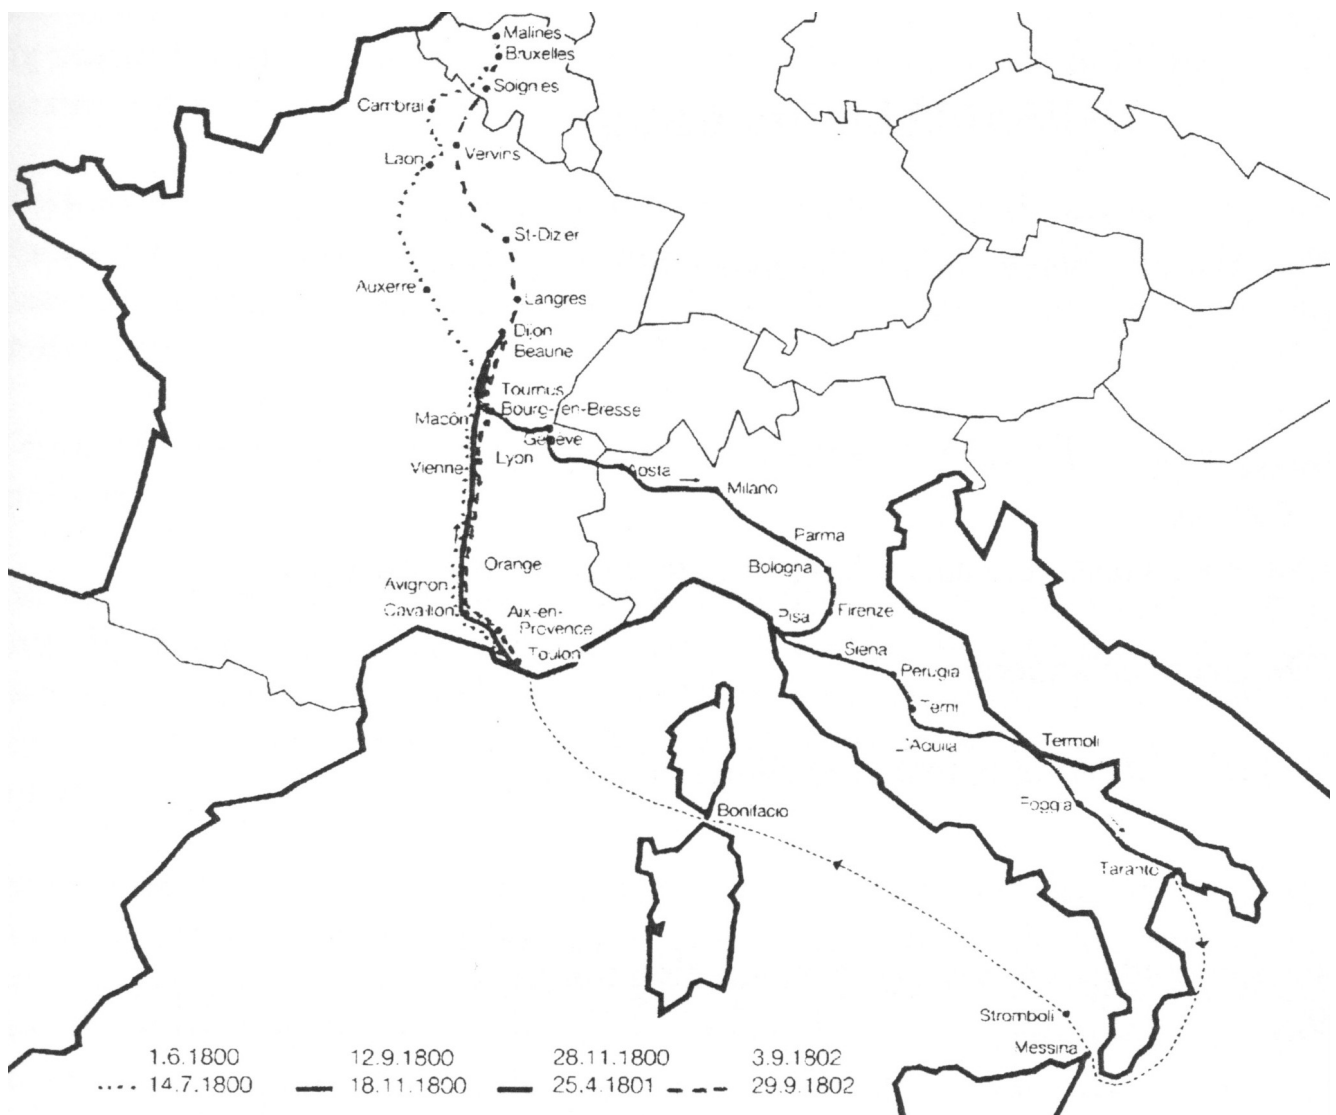 Malines
Bruxelles
Soignies
Cambrai
Vervins
Laon
St-Dizier
Auxerre
Langres
Dijon
Beaune
Tournus
Bourg-en-Bresse
Macôn
Genève
Lyon
Vienne
Aosta
Milano
Parma
Orange
Bologna
Avignon
Cavaillon
Aix-en-
Provence
Firenze
Pisa
Toulon
Siena
Perugia
Terni
L'Aquila
Termoli
Foggia
Bonifacio
Taranto
Stromboli
Messina
1.6.1800 12.9.1800 28.11.1800 3.9.1802
14.7.1800 18.11.1800 25.4.1801 29.9.1802